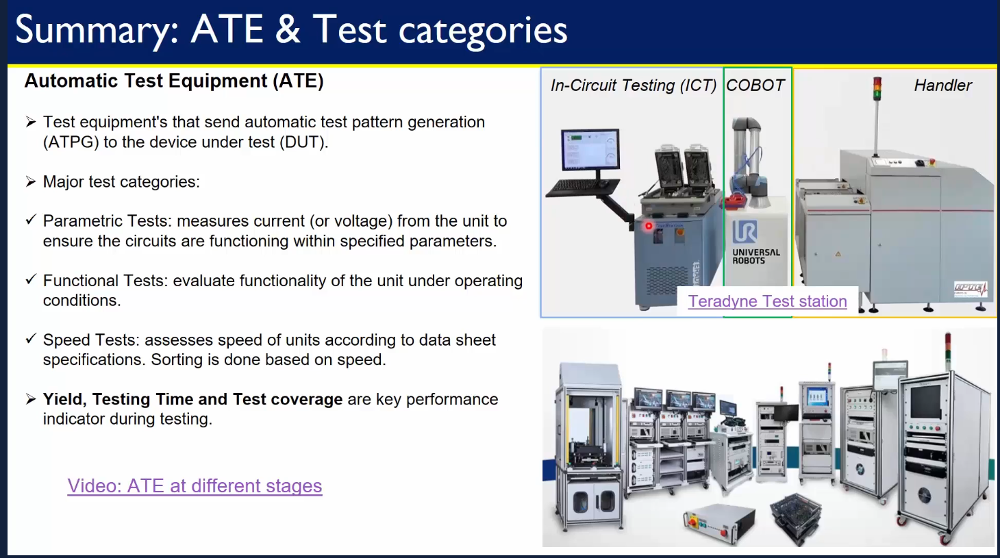 Summary: ATE & Test categories
Automatic Test Equipment (ATE)
➢ Test equipment's that send automatic test pattern generation
(ATPG) to the device under test (DUT).
➢ Major test categories:
✓ Parametric Tests: measures current (or voltage) from the unit to
ensure the circuits are functioning within specified parameters.
✓ Functional Tests: evaluate functionality of the unit under operating
conditions.
✓ Speed Tests: assesses speed of units according to data sheet
specifications. Sorting is done based on speed.
➢ Yield, Testing Time and Test coverage are key performance
indicator during testing.
Video: ATE at different stages
In-Circuit Testing (ICT)
COBOT
Handler
UNIVERSAL
ROBOTS
Teradyne Test station